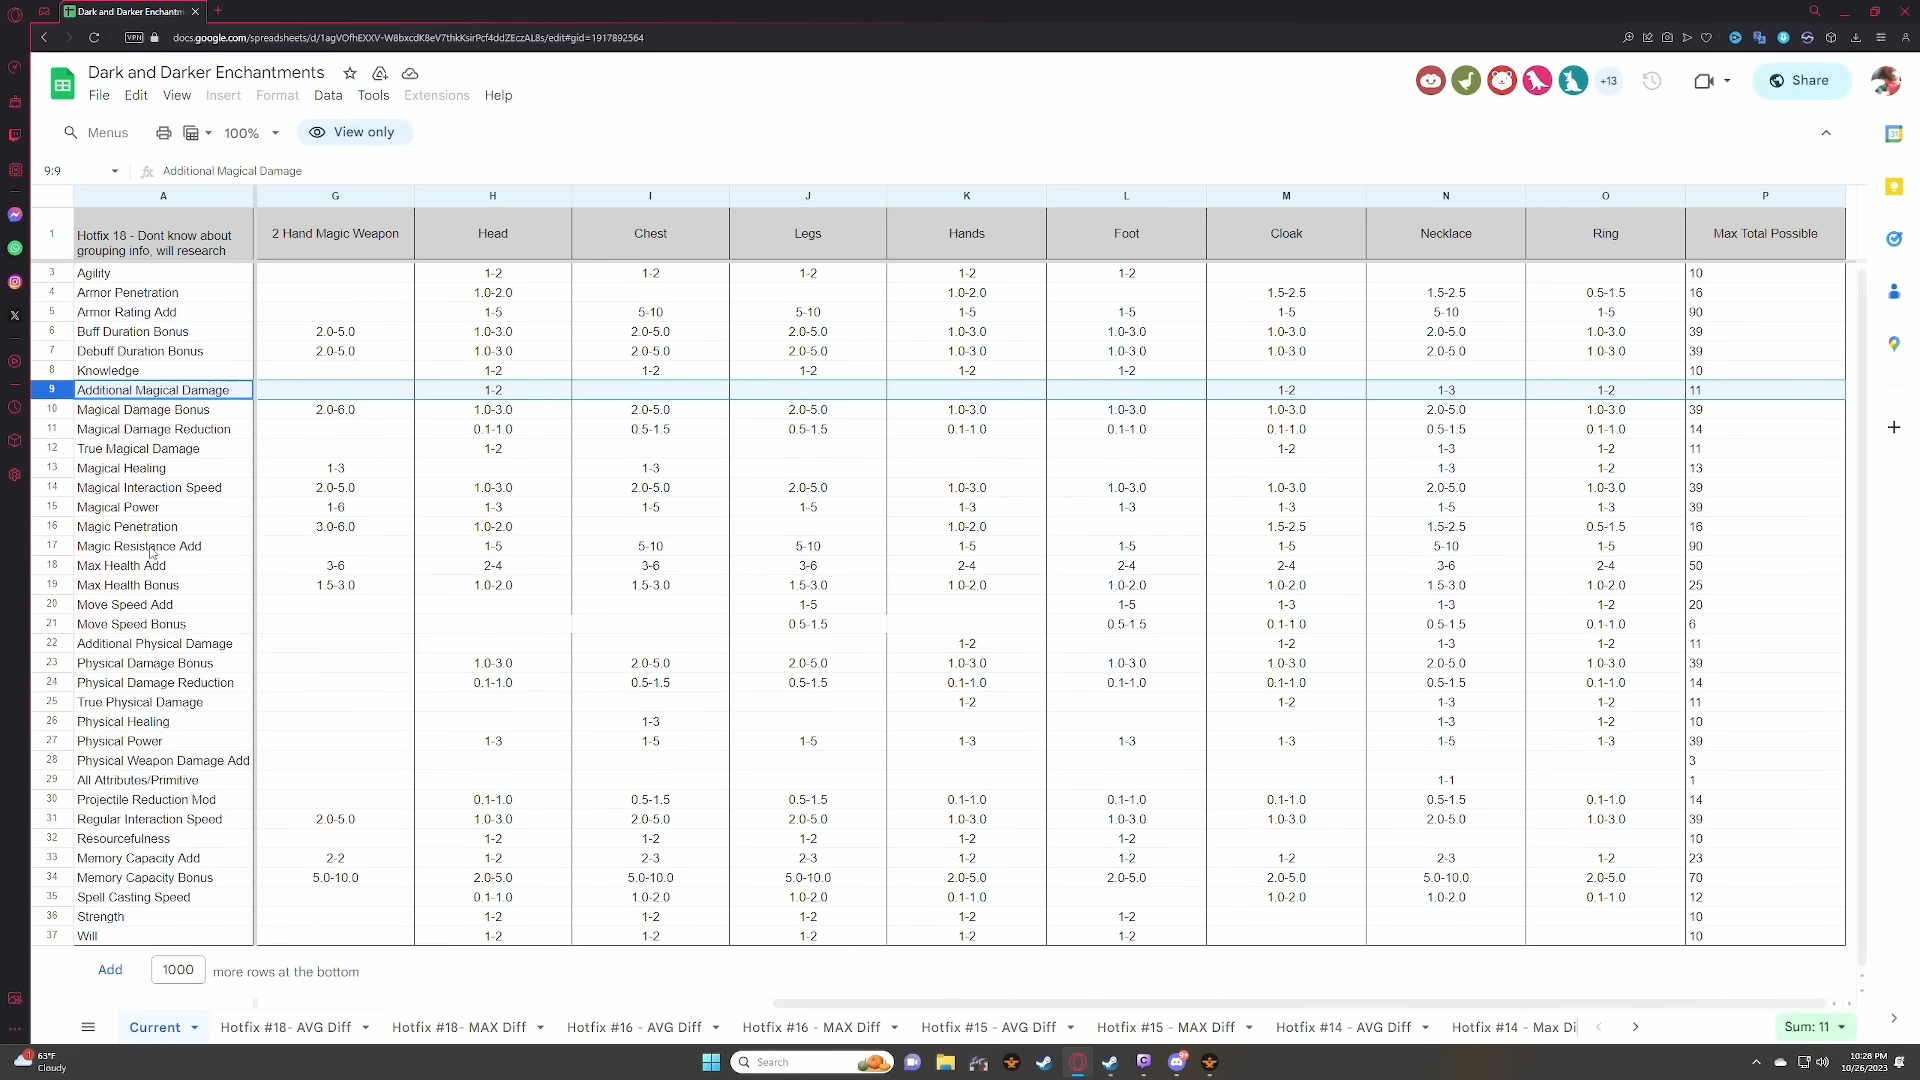 Dark and Darker Enchantm
VPN docs.google.com/spreadsheets/d/1agVOfhEXXV-W8bxcdK8eV7thkKsirPcf4ddZEczAL8s/edit#gid=1917892564
Dark and Darker Enchantments
+13 Share
File Edit View Insert Format Data Tools Extensions Help
Menus 100% View only
9:9 fx Additional Magical Damage
A G H I J K L M N O P
1 Hotfix 18 - Dont know about grouping info, will research 2 Hand Magic Weapon Head Chest Legs Hands Foot Cloak Necklace Ring Max Total Possible
3 Agility 1-2 1-2 1-2 1-2 1-2 10
4 Armor Penetration 1.0-2.0 1.0-2.0 1.5-2.5 1.5-2.5 0.5-1.5 16
5 Armor Rating Add 1-5 5-10 5-10 1-5 1-5 1-5 5-10 1-5 90
6 Buff Duration Bonus 2.0-5.0 1.0-3.0 2.0-5.0 2.0-5.0 1.0-3.0 1.0-3.0 1.0-3.0 2.0-5.0 1.0-3.0 39
7 Debuff Duration Bonus 2.0-5.0 1.0-3.0 2.0-5.0 2.0-5.0 1.0-3.0 1.0-3.0 1.0-3.0 2.0-5.0 1.0-3.0 39
8 Knowledge 1-2 1-2 1-2 1-2 1-2 10
9 Additional Magical Damage 1-2 1-2 1-3 1-2 11
10 Magical Damage Bonus 2.0-6.0 1.0-3.0 2.0-5.0 2.0-5.0 1.0-3.0 1.0-3.0 1.0-3.0 2.0-5.0 1.0-3.0 39
11 Magical Damage Reduction 0.1-1.0 0.5-1.5 0.5-1.5 0.1-1.0 0.1-1.0 0.1-1.0 0.5-1.5 0.1-1.0 14
12 True Magical Damage 1-2 1-2 1-3 1-2 11
13 Magical Healing 1-3 1-3 1-3 1-2 13
14 Magical Interaction Speed 2.0-5.0 1.0-3.0 2.0-5.0 2.0-5.0 1.0-3.0 1.0-3.0 1.0-3.0 2.0-5.0 1.0-3.0 39
15 Magical Power 1-6 1-3 1-5 1-5 1-3 1-3 1-3 1-5 1-3 39
16 Magic Penetration 3.0-6.0 1.0-2.0 1.0-2.0 1.5-2.5 1.5-2.5 0.5-1.5 16
17 Magic Resistance Add 1-5 5-10 5-10 1-5 1-5 1-5 5-10 1-5 90
18 Max Health Add 3-6 2-4 3-6 3-6 2-4 2-4 2-4 3-6 2-4 50
19 Max Health Bonus 1.5-3.0 1.0-2.0 1.5-3.0 1.5-3.0 1.0-2.0 1.0-2.0 1.0-2.0 1.5-3.0 1.0-2.0 25
20 Move Speed Add 1-5 1-5 1-3 1-3 1-2 20
21 Move Speed Bonus 0.5-1.5 0.5-1.5 0.1-1.0 0.5-1.5 0.1-1.0 6
22 Additional Physical Damage 1-2 1-2 1-3 1-2 11
23 Physical Damage Bonus 1.0-3.0 2.0-5.0 2.0-5.0 1.0-3.0 1.0-3.0 1.0-3.0 2.0-5.0 1.0-3.0 39
24 Physical Damage Reduction 0.1-1.0 0.5-1.5 0.5-1.5 0.1-1.0 0.1-1.0 0.1-1.0 0.5-1.5 0.1-1.0 14
25 True Physical Damage 1-2 1-2 1-3 1-2 11
26 Physical Healing 1-3 1-3 1-2 10
27 Physical Power 1-3 1-5 1-5 1-3 1-3 1-3 1-5 1-3 39
28 Physical Weapon Damage Add 3
29 All Attributes/Primitive 1-1 1
30 Projectile Reduction Mod 0.1-1.0 0.5-1.5 0.5-1.5 0.1-1.0 0.1-1.0 0.1-1.0 0.5-1.5 0.1-1.0 14
31 Regular Interaction Speed 2.0-5.0 1.0-3.0 2.0-5.0 2.0-5.0 1.0-3.0 1.0-3.0 1.0-3.0 2.0-5.0 1.0-3.0 39
32 Resourcefulness 1-2 1-2 1-2 1-2 1-2 10
33 Memory Capacity Add 2-2 1-2 2-3 2-3 1-2 1-2 1-2 2-3 1-2 23
34 Memory Capacity Bonus 5.0-10.0 2.0-5.0 5.0-10.0 5.0-10.0 2.0-5.0 2.0-5.0 2.0-5.0 5.0-10.0 2.0-5.0 70
35 Spell Casting Speed 0.1-1.0 1.0-2.0 1.0-2.0 0.1-1.0 1.0-2.0 1.0-2.0 0.1-1.0 12
36 Strength 1-2 1-2 1-2 1-2 1-2 10
37 Will 1-2 1-2 1-2 1-2 1-2 10
Add 1000 more rows at the bottom
Current Hotfix #18- AVG Diff Hotfix #18- MAX Diff Hotfix #16 - AVG Diff Hotfix #16 - MAX Diff Hotfix #15 - AVG Diff Hotfix #15 - MAX Diff Hotfix #14 - AVG Diff Hotfix #14 - Max Di Sum: 11
63°F
Cloudy
Search
10:28 PM
10/26/2023